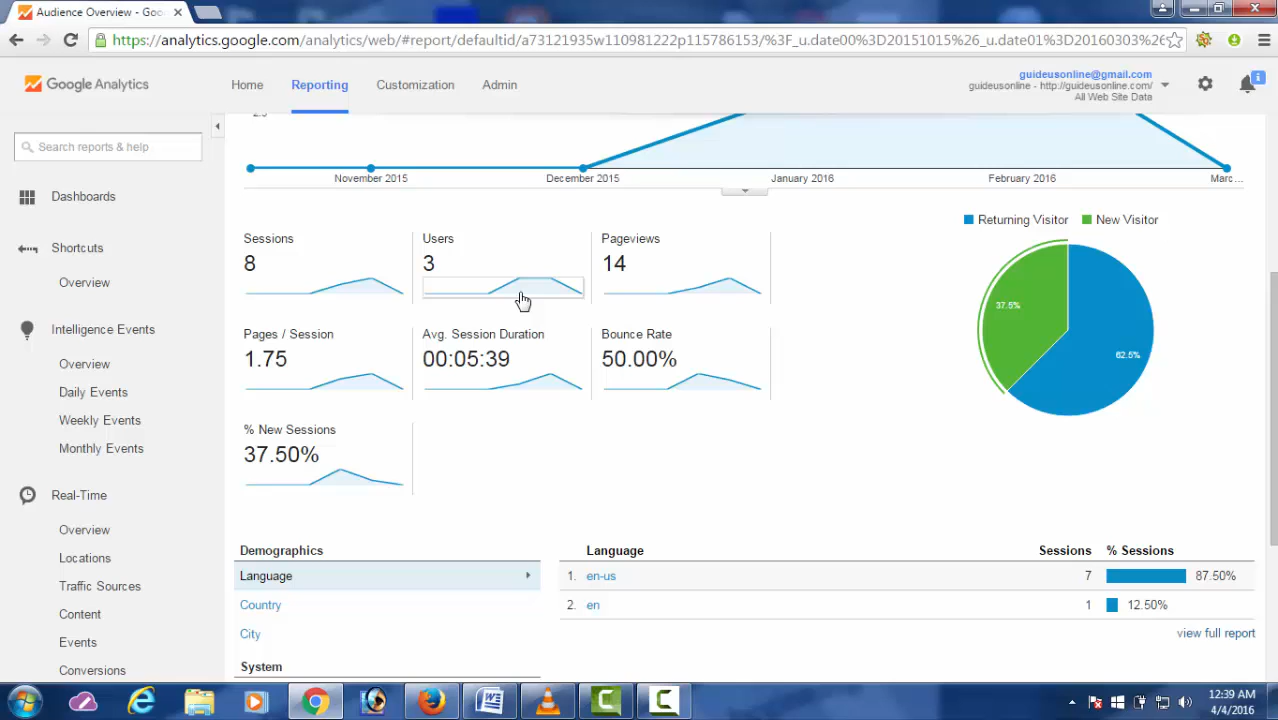 Audience Overview - Goo
https://analytics.google.com/analytics/web/#report/defaultid/a73121935w110981222p115786153/%3F_u.date00%3D20151015%26_u.date01%3D20160303%26
Google Analytics
Home
Reporting
Customization
Admin
guideusonline@gmail.com
guideusonline - http://guideusonline.com/
All Web Site Data
i
Search reports & help
Dashboards
Shortcuts
Overview
Intelligence Events
Overview
Daily Events
Weekly Events
Monthly Events
Real-Time
Overview
Locations
Traffic Sources
Content
Events
Conversions
November 2015
December 2015
January 2016
February 2016
Marc...
Sessions
8
Users
3
Pageviews
14
Pages / Session
1.75
Avg. Session Duration
00:05:39
Bounce Rate
50.00%
% New Sessions
37.50%
Returning Visitor
New Visitor
37.5%
62.5%
Demographics
Language
Country
City
System
Language Sessions % Sessions
1. en-us 7 87.50%
2. en 1 12.50%
view full report
12:39 AM
4/4/2016